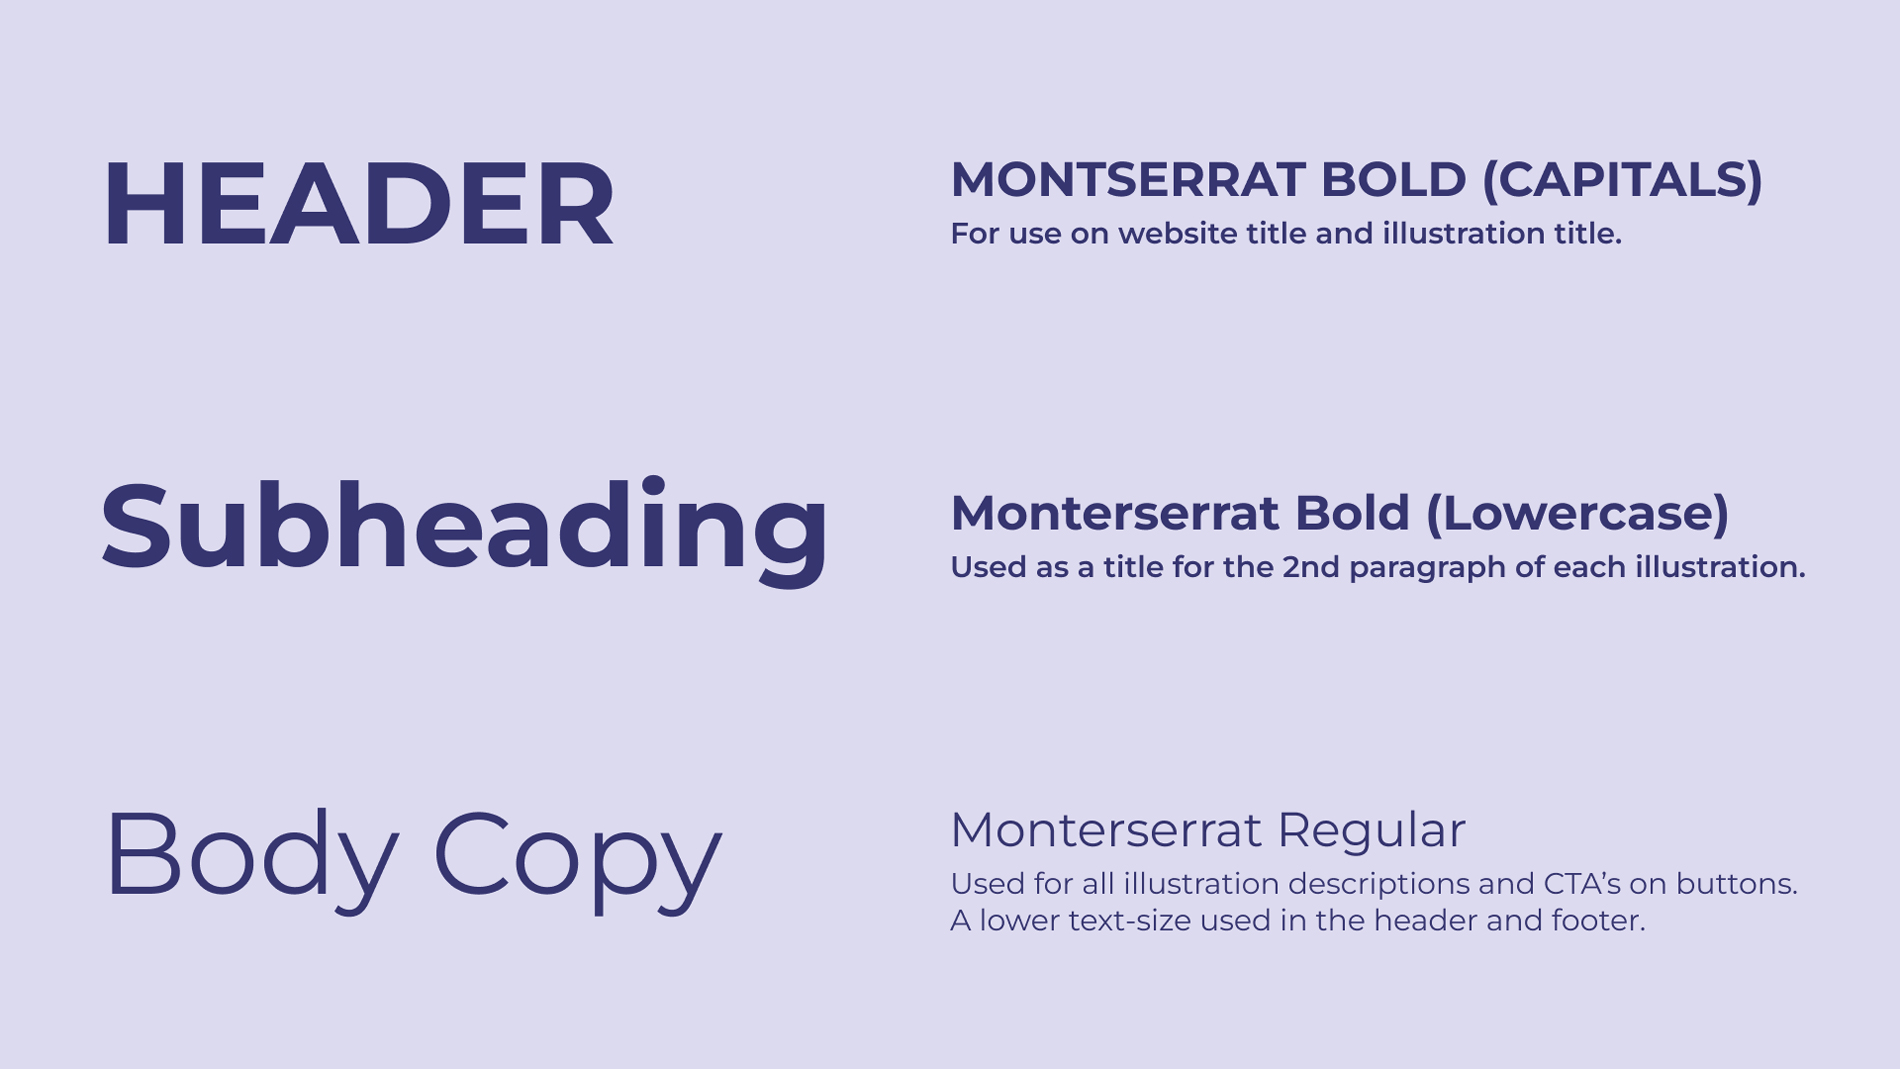 HEADER
MONTSERRAT BOLD (CAPITALS)
For use on website title and illustration title.
Subheading
Monterserrat Bold (Lowercase)
Used as a title for the 2nd paragraph of each illustration.
Body Copy
Monterserrat Regular
Used for all illustration descriptions and CTA’s on buttons.
A lower text-size used in the header and footer.